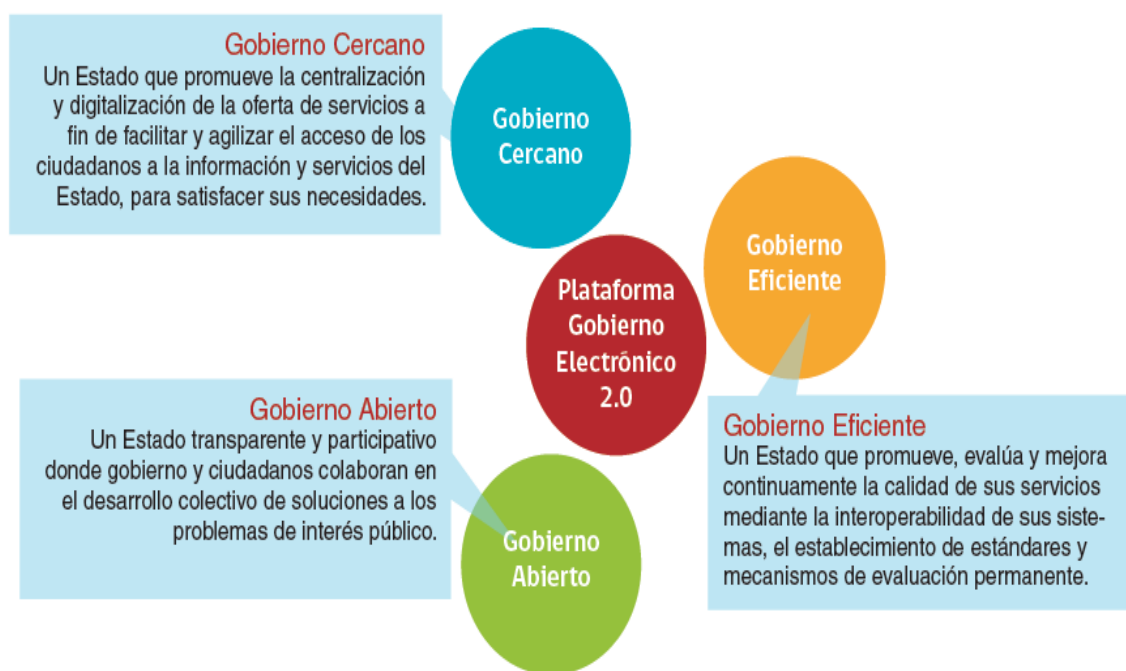 Gobierno Cercano
Un Estado que promueve la centralización
y digitalización de la oferta de servicios a
fin de facilitar y agilizar el acceso de los
ciudadanos a la información y servicios del
Estado, para satisfacer sus necesidades.
Gobierno
Cercano
Gobierno
Eficiente
Plataforma
Gobierno
Electrónico
2.0
Gobierno Abierto
Un Estado transparente y participativo
donde gobierno y ciudadanos colaboran en
el desarrollo colectivo de soluciones a los
problemas de interés público.
Gobierno
Abierto
Gobierno Eficiente
Un Estado que promueve, evalúa y mejora
continuamente la calidad de sus servicios
mediante la interoperabilidad de sus siste-
mas, el establecimiento de estándares y
mecanismos de evaluación permanente.